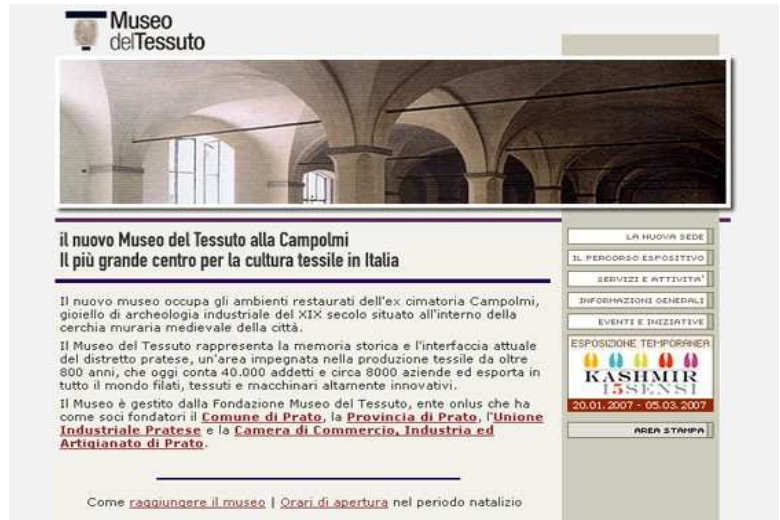 Museo
delTessuto
il nuovo Museo del Tessuto alla Campolmi
Il più grande centro per la cultura tessile in Italia
Il nuovo museo occupa gli ambienti restaurati dell'ex cimatoria Campolmi,
gioiello di archeologia industriale del XIX secolo situato all'interno della
cerchia muraria medievale della città.
Il Museo del Tessuto rappresenta la memoria storica e l'interfaccia attuale
del distretto pratese, un'area impegnata nella produzione tessile da oltre
800 anni, che oggi conta 40.000 addetti e circa 8000 aziende ed esporta in
tutto il mondo filati, tessuti e macchinari altamente innovativi.
Il Museo è gestito dalla Fondazione Museo del Tessuto, ente onlus che ha
come soci fondatori il Comune di Prato, la Provincia di Prato, l'Unione
Industriale Pratese e la Camera di Commercio, Industria ed
Artigianato di Prato.
Come raggiungere il museo | Orari di apertura nel periodo natalizio
LA NUOVA SEDE
IL PERCORSO ESPOSITIVO
SERVIZI E ATTIVITA'
INFORMAZIONI GENERALI
EVENTI E INIZIATIVE
ESPOSIZIONE TEMPORANEA
KASHMIR
15SENSI
20.01.2007 - 05.03.2007
AREA STAMPA